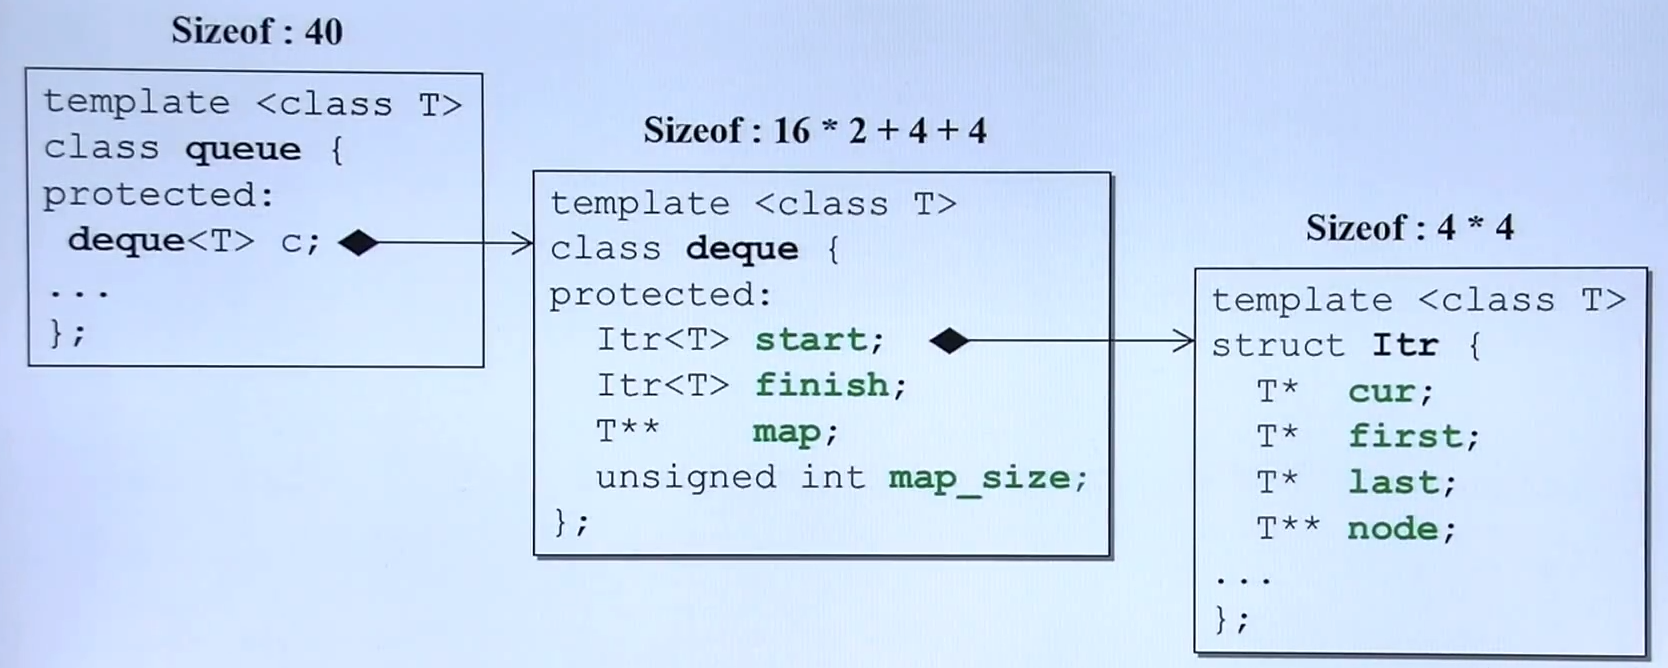 Sizeof : 40
template <class T>
class queue {
protected:
deque<T> c;
...
};
Sizeof : 16 * 2 + 4 + 4
template <class T>
class deque {
protected:
Itr<T> start;
Itr<T> finish;
T** map;
unsigned int map_size;
};
Sizeof : 4 * 4
template <class T>
struct Itr {
T* cur;
T* first;
T* last;
T** node;
...
};